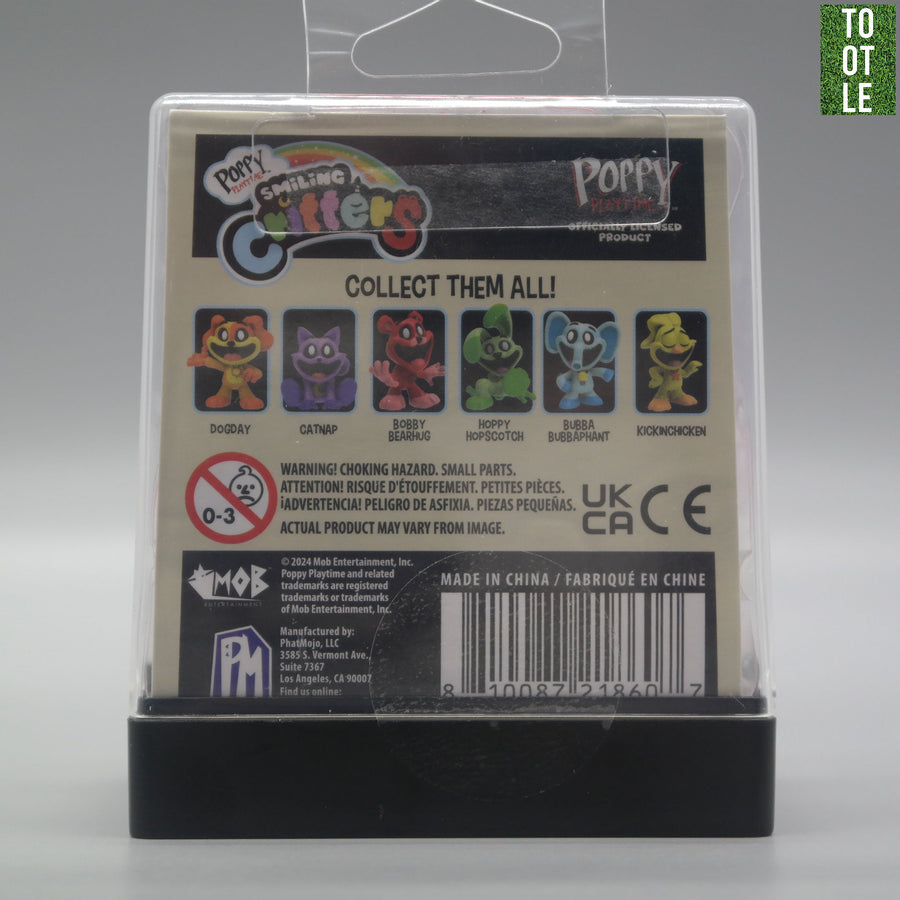 TO
OT
LE
POPPY
PLAYTIME
SMILING
Critters
POPPY
PLAYTIME
OFFICIALLY LICENSED
PRODUCT
COLLECT THEM ALL!
DOGDAY
CATNAP
BOBBY
BEARHUG
HOPPY
HOPSCOTCH
BUBBA
BUBBAPHANT
KICKINCHICKEN
0-3
WARNING! CHOKING HAZARD. SMALL PARTS.
ATTENTION! RISQUE D'ÉTOUFFEMENT. PETITES PIÈCES.
¡ADVERTENCIA! PELIGRO DE ASFIXIA. PIEZAS PEQUEÑAS.
ACTUAL PRODUCT MAY VARY FROM IMAGE.
UK
CA
CE
MOB
ENTERTAINMENT
© 2024 Mob Entertainment, Inc.
Poppy Playtime and related
trademarks are registered
trademarks or trademarks
of Mob Entertainment, Inc.
PM
Manufactured by:
PhatMojo, LLC
3585 S. Vermont Ave.,
Suite 7367
Los Angeles, CA 90007
Find us online:
MADE IN CHINA / FABRIQUÉ EN CHINE
8 10087 21860 7